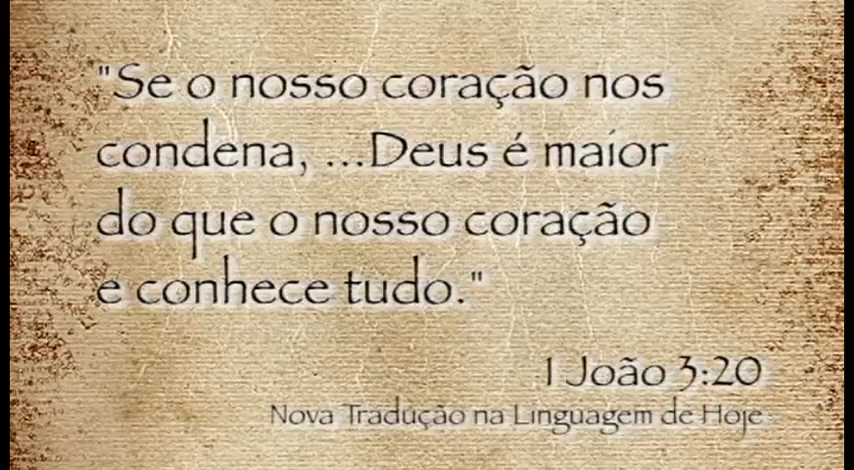 "Se o nosso coração nos
condena, ...Deus é maior
do que o nosso coração
e conhece tudo."
I João 3:20
Nova Tradução na Linguagem de Hoje